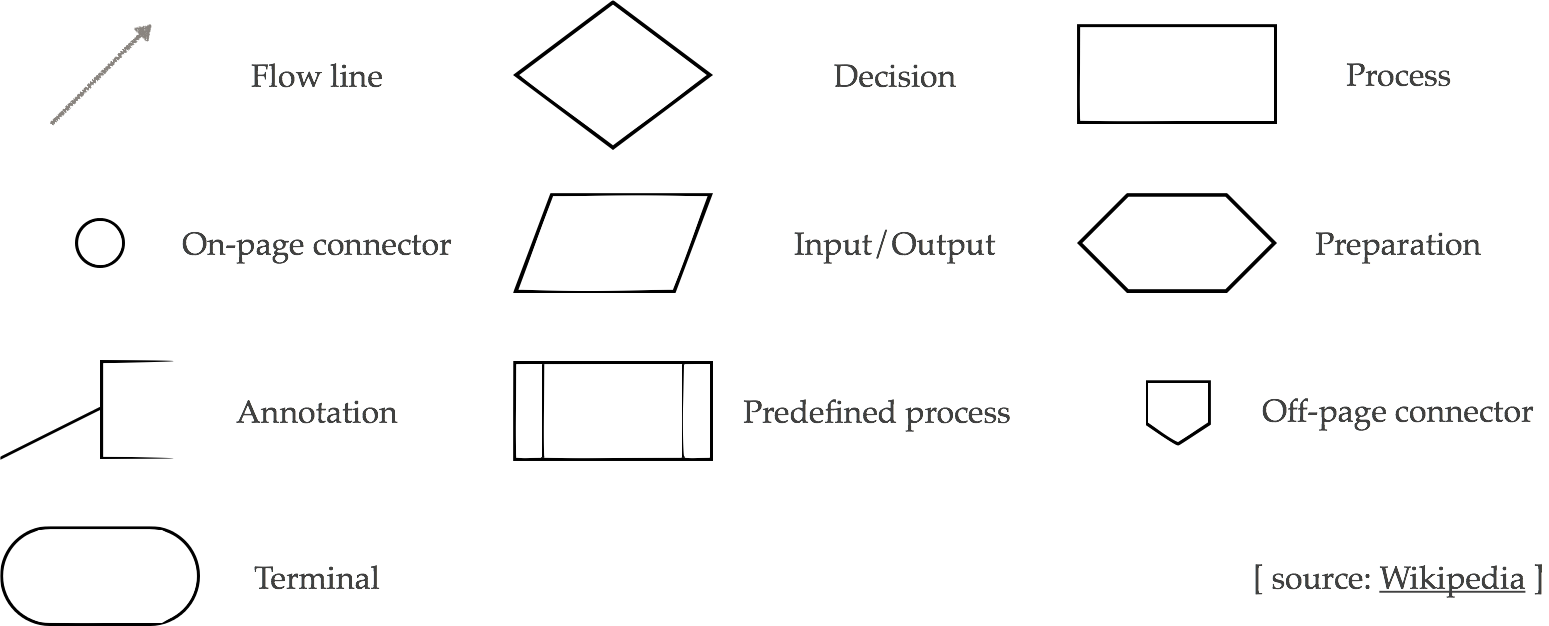 Flow line
Decision
Process
On-page connector
Input/Output
Preparation
Annotation
Predefined process
Off-page connector
Terminal
[ source: Wikipedia ]